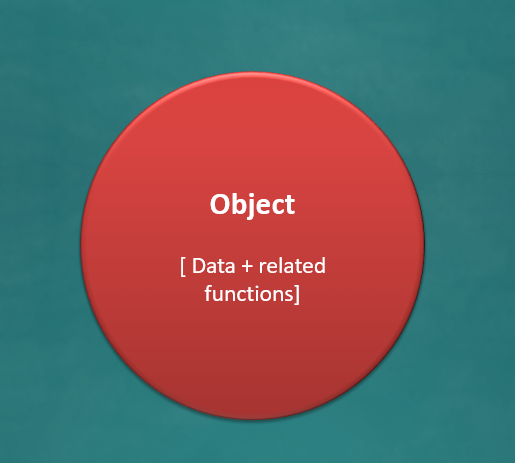 Object
[ Data + related
functions]